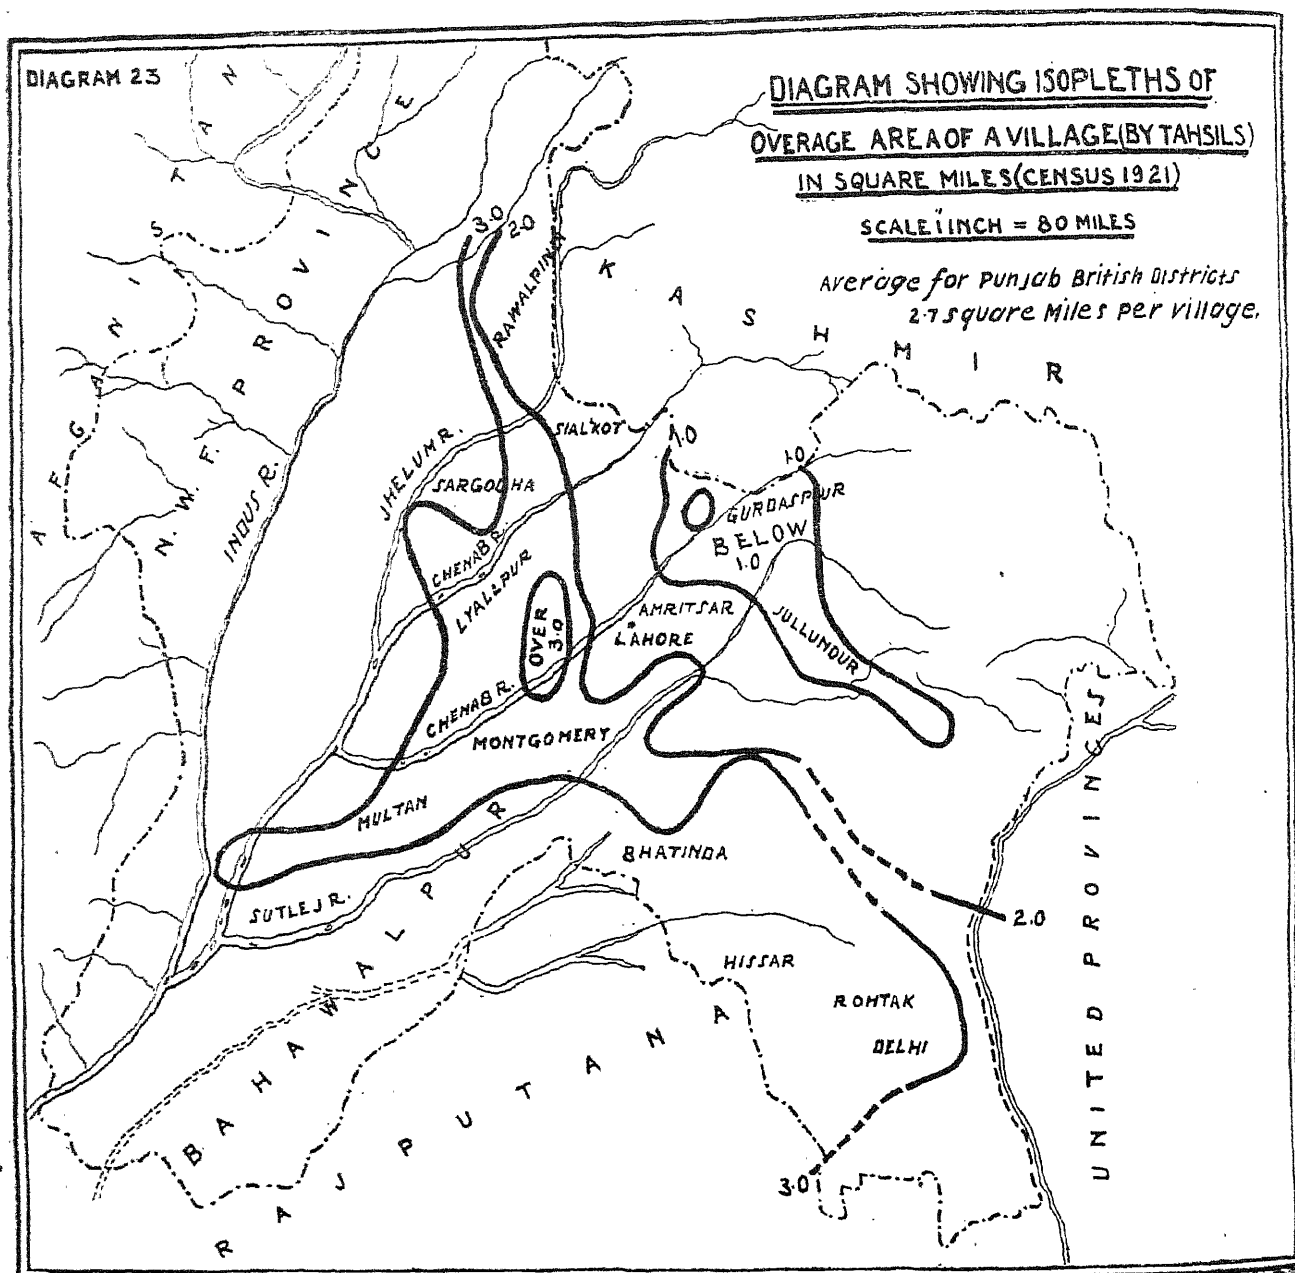 DIAGRAM 23
DIAGRAM SHOWING ISOPLETHS OF
OVERAGE AREA OF A VILLAGE (BY TAHSILS)
IN SQUARE MILES (CENSUS 1921)
SCALE 1 INCH = 80 MILES
Average for Punjab British Districts
2.7 square Miles per village.
AFGANISTAN
N.W.F. PROVINCE
KASHMIR
3.0
2.0
RAWALPINDI
INDUS R.
JHELUM R.
SIALKOT
1.0
1.0
SARGODHA
GURDASPUR
BELOW
1.0
CHENAB R.
LYALLPUR
OVER
3.0
AMRITSAR
LAHORE
JULLUNDUR
CHENAB R.
MONTGOMERY
MULTAN
BHATINDA
SUTLEJ R.
BAHAWALPUR
2.0
HISSAR
ROHTAK
DELHI
3.0
RAJPUTANA
UNITED PROVINCES